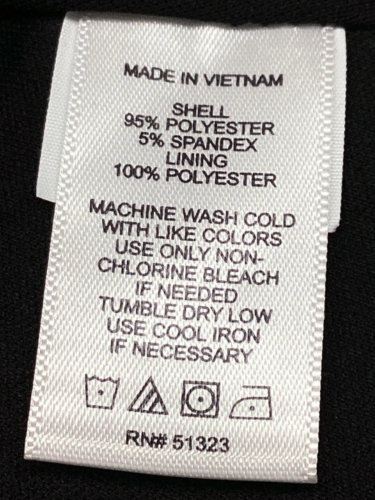 MADE IN VIETNAM
SHELL
95% POLYESTER
5% SPANDEX
LINING
100% POLYESTER
MACHINE WASH COLD
WITH LIKE COLORS
USE ONLY NON-
CHLORINE BLEACH
IF NEEDED
TUMBLE DRY LOW
USE COOL IRON
IF NECESSARY
RN# 51323